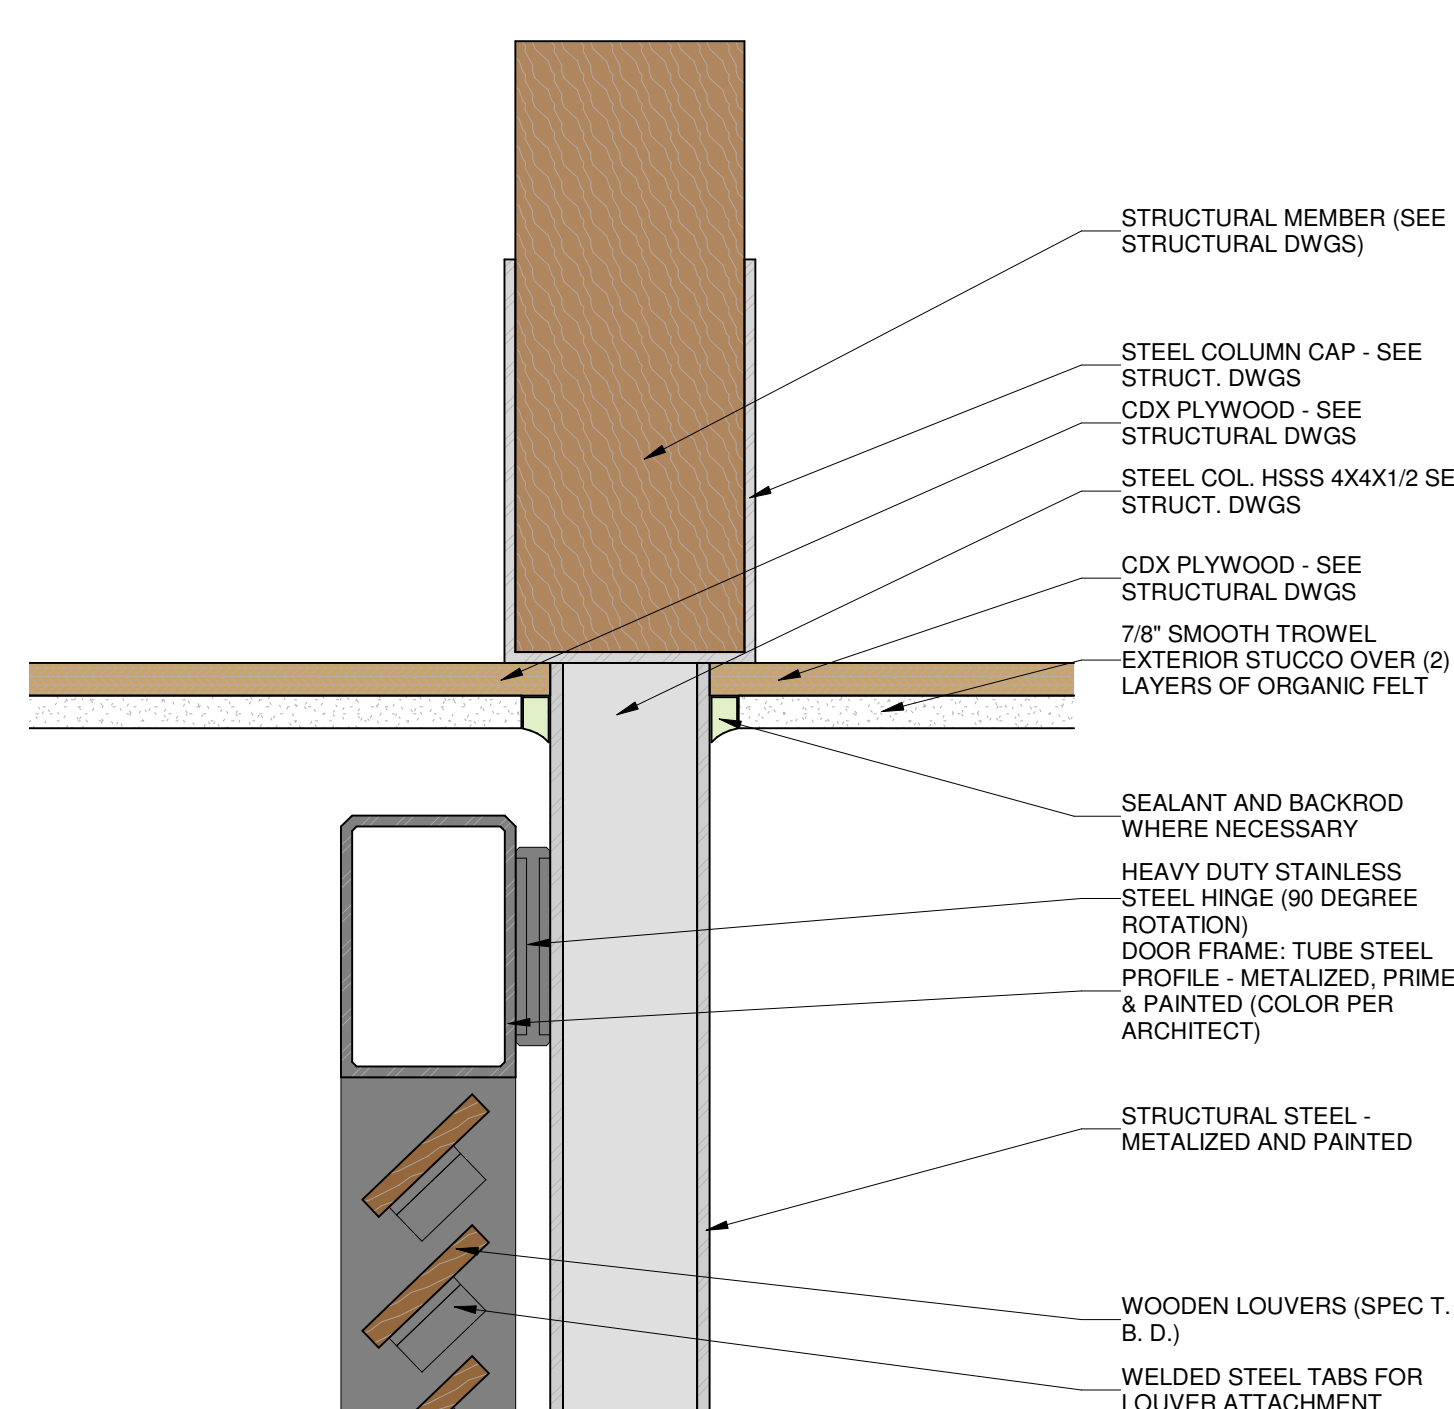 STRUCTURAL MEMBER (SEE
STRUCTURAL DWGS)
STEEL COLUMN CAP - SEE
STRUCT. DWGS
CDX PLYWOOD - SEE
STRUCTURAL DWGS
STEEL COL. HSSS 4X4X1/2 SE
STRUCT. DWGS
CDX PLYWOOD - SEE
STRUCTURAL DWGS
7/8" SMOOTH TROWEL
EXTERIOR STUCCO OVER (2)
LAYERS OF ORGANIC FELT
SEALANT AND BACKROD
WHERE NECESSARY
HEAVY DUTY STAINLESS
STEEL HINGE (90 DEGREE
ROTATION)
DOOR FRAME: TUBE STEEL
PROFILE - METALIZED, PRIME
& PAINTED (COLOR PER
ARCHITECT)
STRUCTURAL STEEL -
METALIZED AND PAINTED
WOODEN LOUVERS (SPEC T.
B. D.)
WELDED STEEL TABS FOR
LOUVER ATTACHMENT